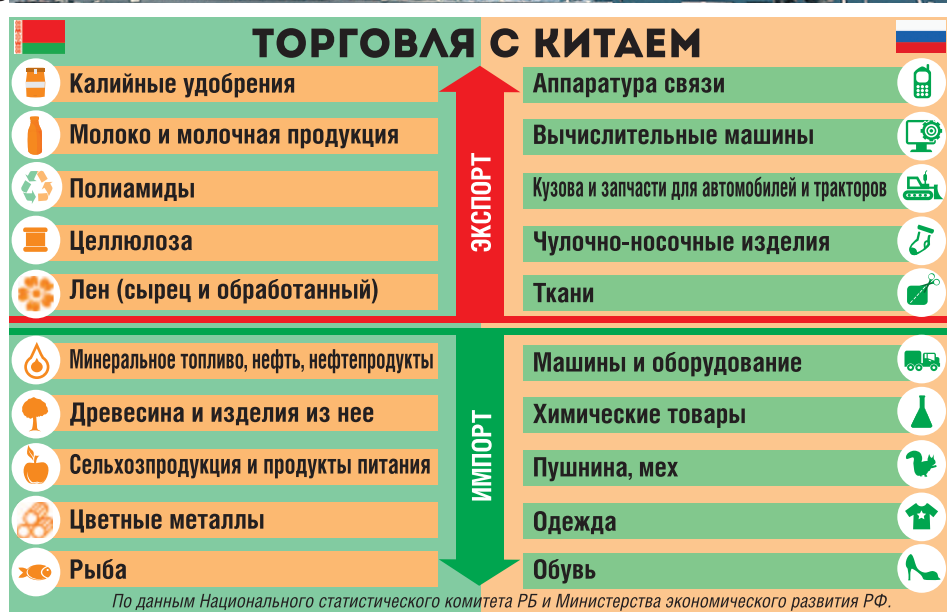 ТОРГОВЛЯ С КИТАЕМ
Калийные удобрения
Молоко и молочная продукция
Полиамиды
Целлюлоза
Лен (сырец и обработанный)
ЭКСПОРТ
Аппаратура связи
Вычислительные машины
Кузова и запчасти для автомобилей и тракторов
Чулочно-носочные изделия
Ткани
Минеральное топливо, нефть, нефтепродукты
Древесина и изделия из нее
Сельхозпродукция и продукты питания
Цветные металлы
Рыба
ИМПОРТ
Машины и оборудование
Химические товары
Пушнина, мех
Одежда
Обувь
По данным Национального статистического комитета РБ и Министерства экономического развития РФ.